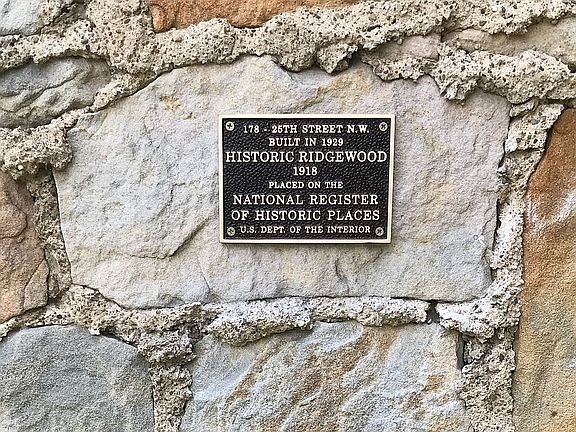 178 - 25TH STREET N.W.
BUILT IN 1929
HISTORIC RIDGEWOOD
1918
PLACED ON THE
NATIONAL REGISTER
OF HISTORIC PLACES
U.S. DEPT. OF THE INTERIOR